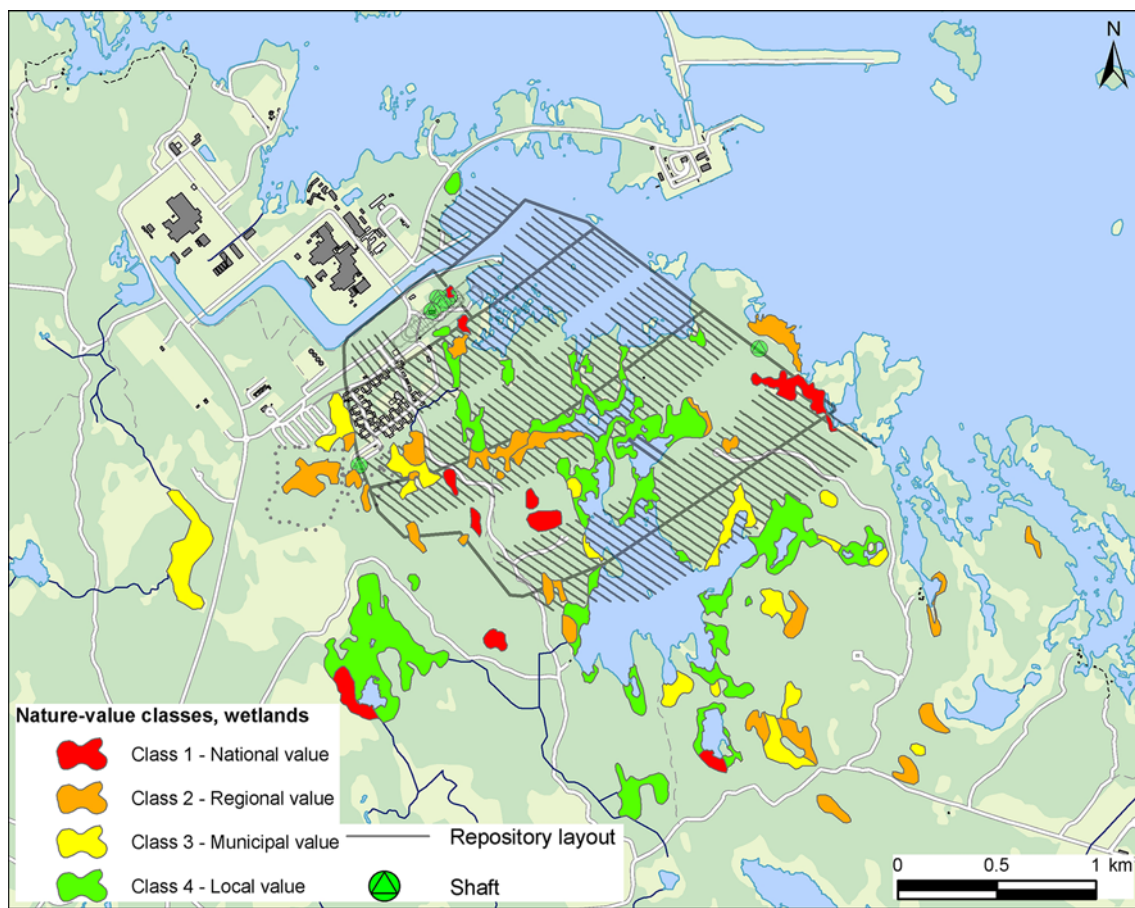 N
Nature-value classes, wetlands
Class 1 - National value
Class 2 - Regional value
Class 3 - Municipal value
Class 4 - Local value
Repository layout
Shaft
0 0.5 1 km